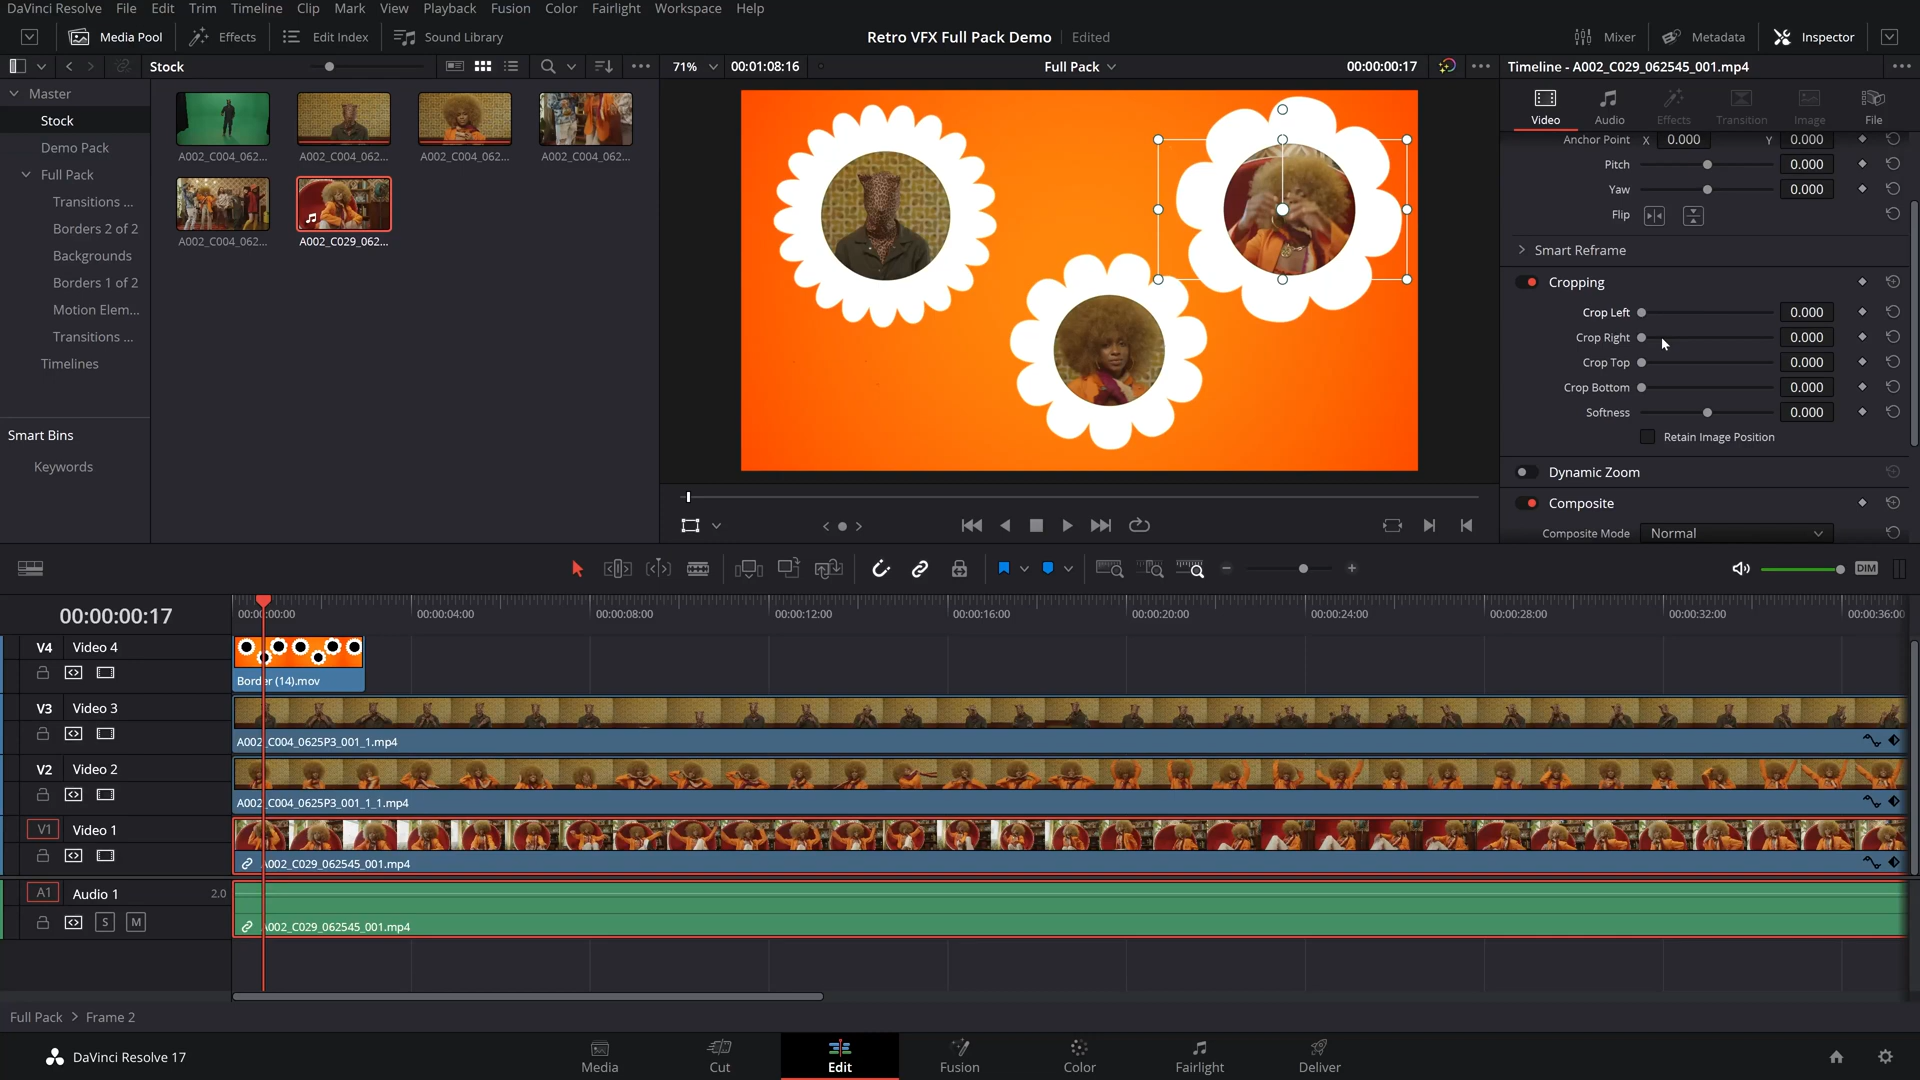 DaVinci Resolve File Edit Trim Timeline Clip Mark View Playback Fusion Color Fairlight Workspace Help
Media Pool Effects Edit Index Sound Library Retro VFX Full Pack Demo Edited Mixer Metadata Inspector
Stock 71% 00:01:08:16 Full Pack 00:00:00:17 Timeline - A002_C029_062545_001.mp4
Master
Stock
Demo Pack
Full Pack
Transitions ...
Borders 2 of 2
Backgrounds
Borders 1 of 2
Motion Elem...
Transitions ...
Timelines
Smart Bins
Keywords
A002_C004_062... A002_C004_062... A002_C004_062... A002_C004_062...
A002_C004_062... A002_C029_062...
Video Audio Effects Transition Image File
Anchor Point X 0.000 Y 0.000
Pitch 0.000
Yaw 0.000
Flip
Smart Reframe
Cropping
Crop Left 0.000
Crop Right 0.000
Crop Top 0.000
Crop Bottom 0.000
Softness 0.000
Retain Image Position
Dynamic Zoom
Composite
Composite Mode Normal
DIM
00:00:00:17 00:00:00:00 00:00:04:00 00:00:08:00 00:00:12:00 00:00:16:00 00:00:20:00 00:00:24:00 00:00:28:00 00:00:32:00 00:00:36:00
V4 Video 4
Border (14).mov
V3 Video 3
A002_C004_0625P3_001_1.mp4
V2 Video 2
A002_C004_0625P3_001_1_1.mp4
V1 Video 1
A002_C029_062545_001.mp4
A1 Audio 1 2.0
S M
A002_C029_062545_001.mp4
Full Pack > Frame 2
DaVinci Resolve 17 Media Cut Edit Fusion Color Fairlight Deliver